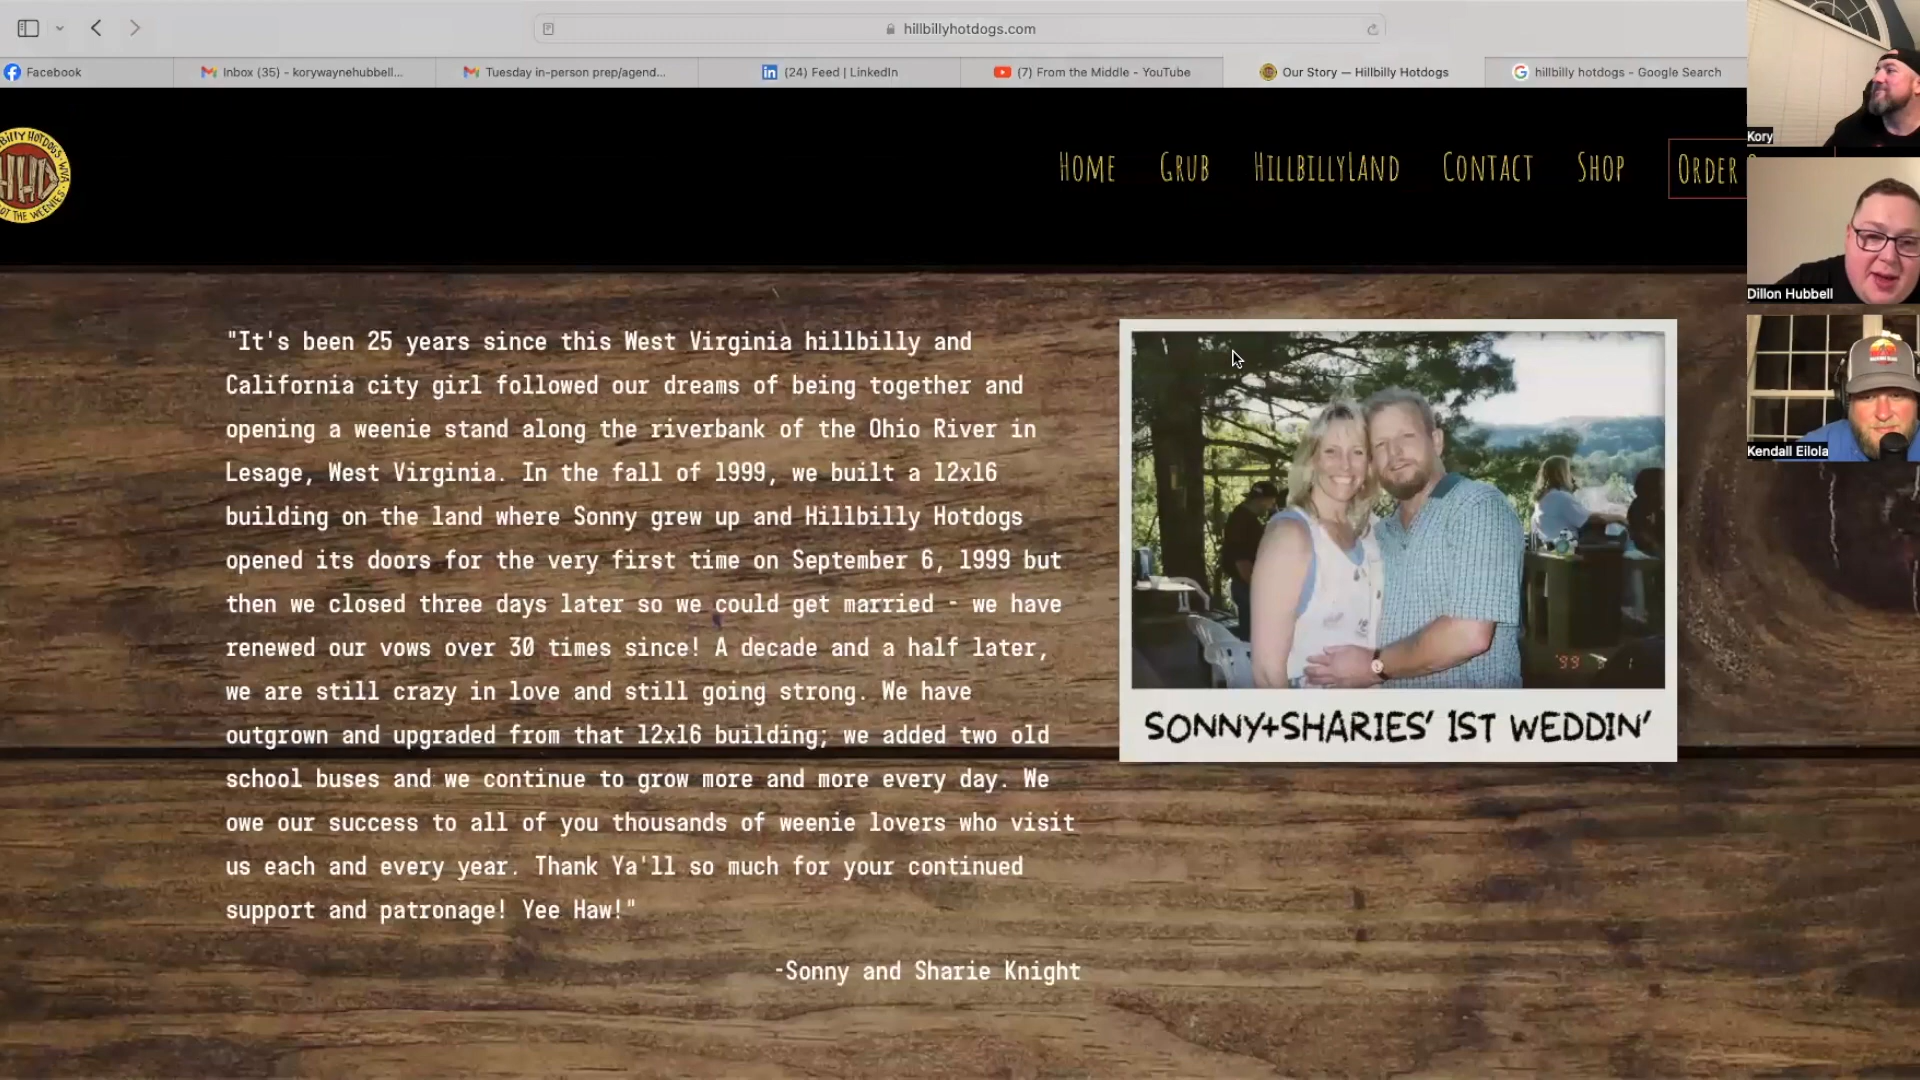 hillbillyhotdogs.com
Facebook
Inbox (35) - korywaynehubbell...
Tuesday in-person prep/agend...
(24) Feed | LinkedIn
(7) From the Middle - YouTube
Our Story — Hillbilly Hotdogs
hillbilly hotdogs - Google Search
Kory
HOME
GRUB
HILLBILLYLAND
CONTACT
SHOP
ORDER
BILLY HOTDOGS. WVA
HHD
OT THE WEENIES.
Dillon Hubbell
Kendall Eilola
"It's been 25 years since this West Virginia hillbilly and
California city girl followed our dreams of being together and
opening a weenie stand along the riverbank of the Ohio River in
Lesage, West Virginia. In the fall of 1999, we built a 12x16
building on the land where Sonny grew up and Hillbilly Hotdogs
opened its doors for the very first time on September 6, 1999 but
then we closed three days later so we could get married - we have
renewed our vows over 30 times since! A decade and a half later,
we are still crazy in love and still going strong. We have
outgrown and upgraded from that 12x16 building; we added two old
school buses and we continue to grow more and more every day. We
owe our success to all of you thousands of weenie lovers who visit
us each and every year. Thank Ya'll so much for your continued
support and patronage! Yee Haw!"
-Sonny and Sharie Knight
SONNY+SHARIES' 1ST WEDDIN'